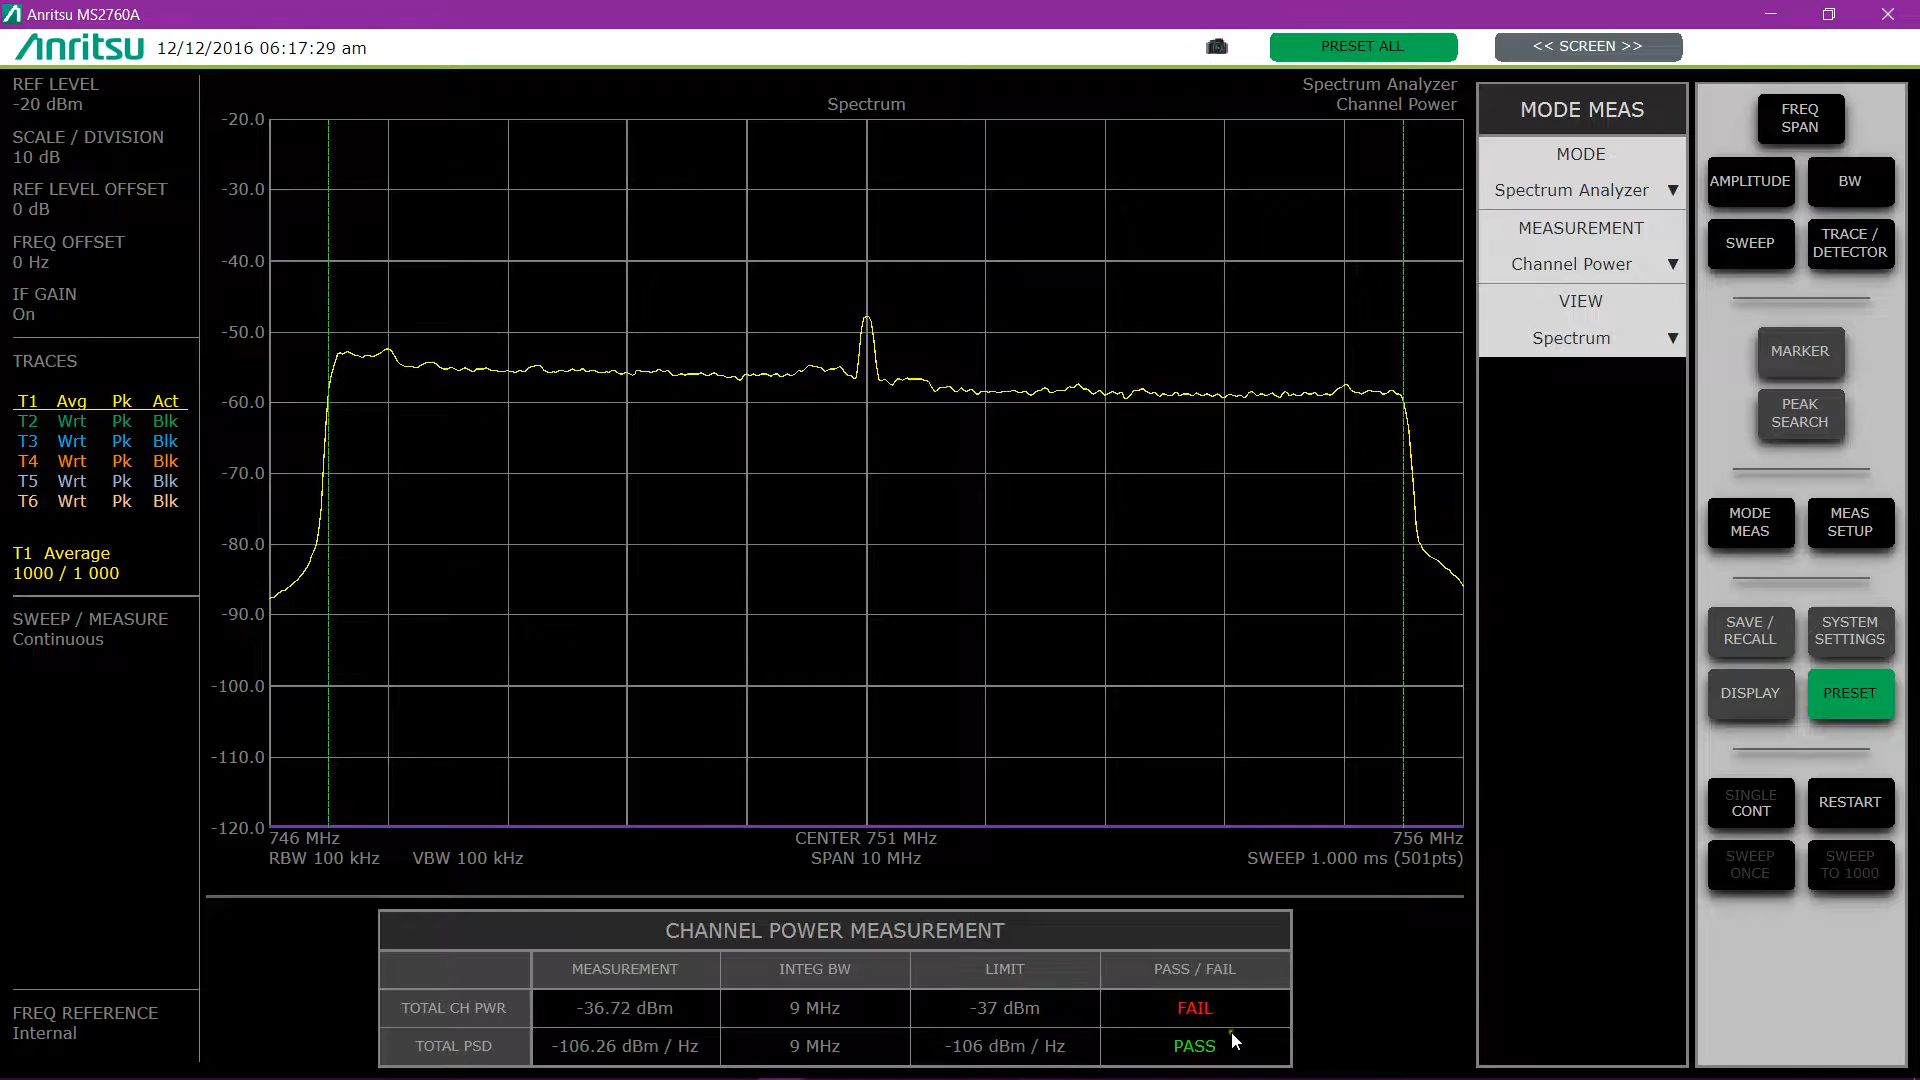 Anritsu MS2760A
Anritsu 12/12/2016 06:17:29 am
PRESET ALL
<< SCREEN >>
REF LEVEL
-20 dBm
SCALE / DIVISION
10 dB
REF LEVEL OFFSET
0 dB
FREQ OFFSET
0 Hz
IF GAIN
On
TRACES
T1 Avg Pk Act
T2 Wrt Pk Blk
T3 Wrt Pk Blk
T4 Wrt Pk Blk
T5 Wrt Pk Blk
T6 Wrt Pk Blk
T1 Average
1000 / 1 000
SWEEP / MEASURE
Continuous
FREQ REFERENCE
Internal
Spectrum
Spectrum Analyzer
Channel Power
-20.0
-30.0
-40.0
-50.0
-60.0
-70.0
-80.0
-90.0
-100.0
-110.0
-120.0
746 MHz CENTER 751 MHz 756 MHz
RBW 100 kHz VBW 100 kHz SPAN 10 MHz SWEEP 1.000 ms (501pts)
CHANNEL POWER MEASUREMENT
MEASUREMENT INTEG BW LIMIT PASS / FAIL
TOTAL CH PWR -36.72 dBm 9 MHz -37 dBm FAIL
TOTAL PSD -106.26 dBm / Hz 9 MHz -106 dBm / Hz PASS
MODE MEAS
MODE
Spectrum Analyzer ▼
MEASUREMENT
Channel Power ▼
VIEW
Spectrum ▼
FREQ
SPAN
AMPLITUDE
BW
SWEEP
TRACE /
DETECTOR
MARKER
PEAK
SEARCH
MODE
MEAS
MEAS
SETUP
SAVE /
RECALL
SYSTEM
SETTINGS
DISPLAY
PRESET
SINGLE
CONT
RESTART
SWEEP
ONCE
SWEEP
TO 1000